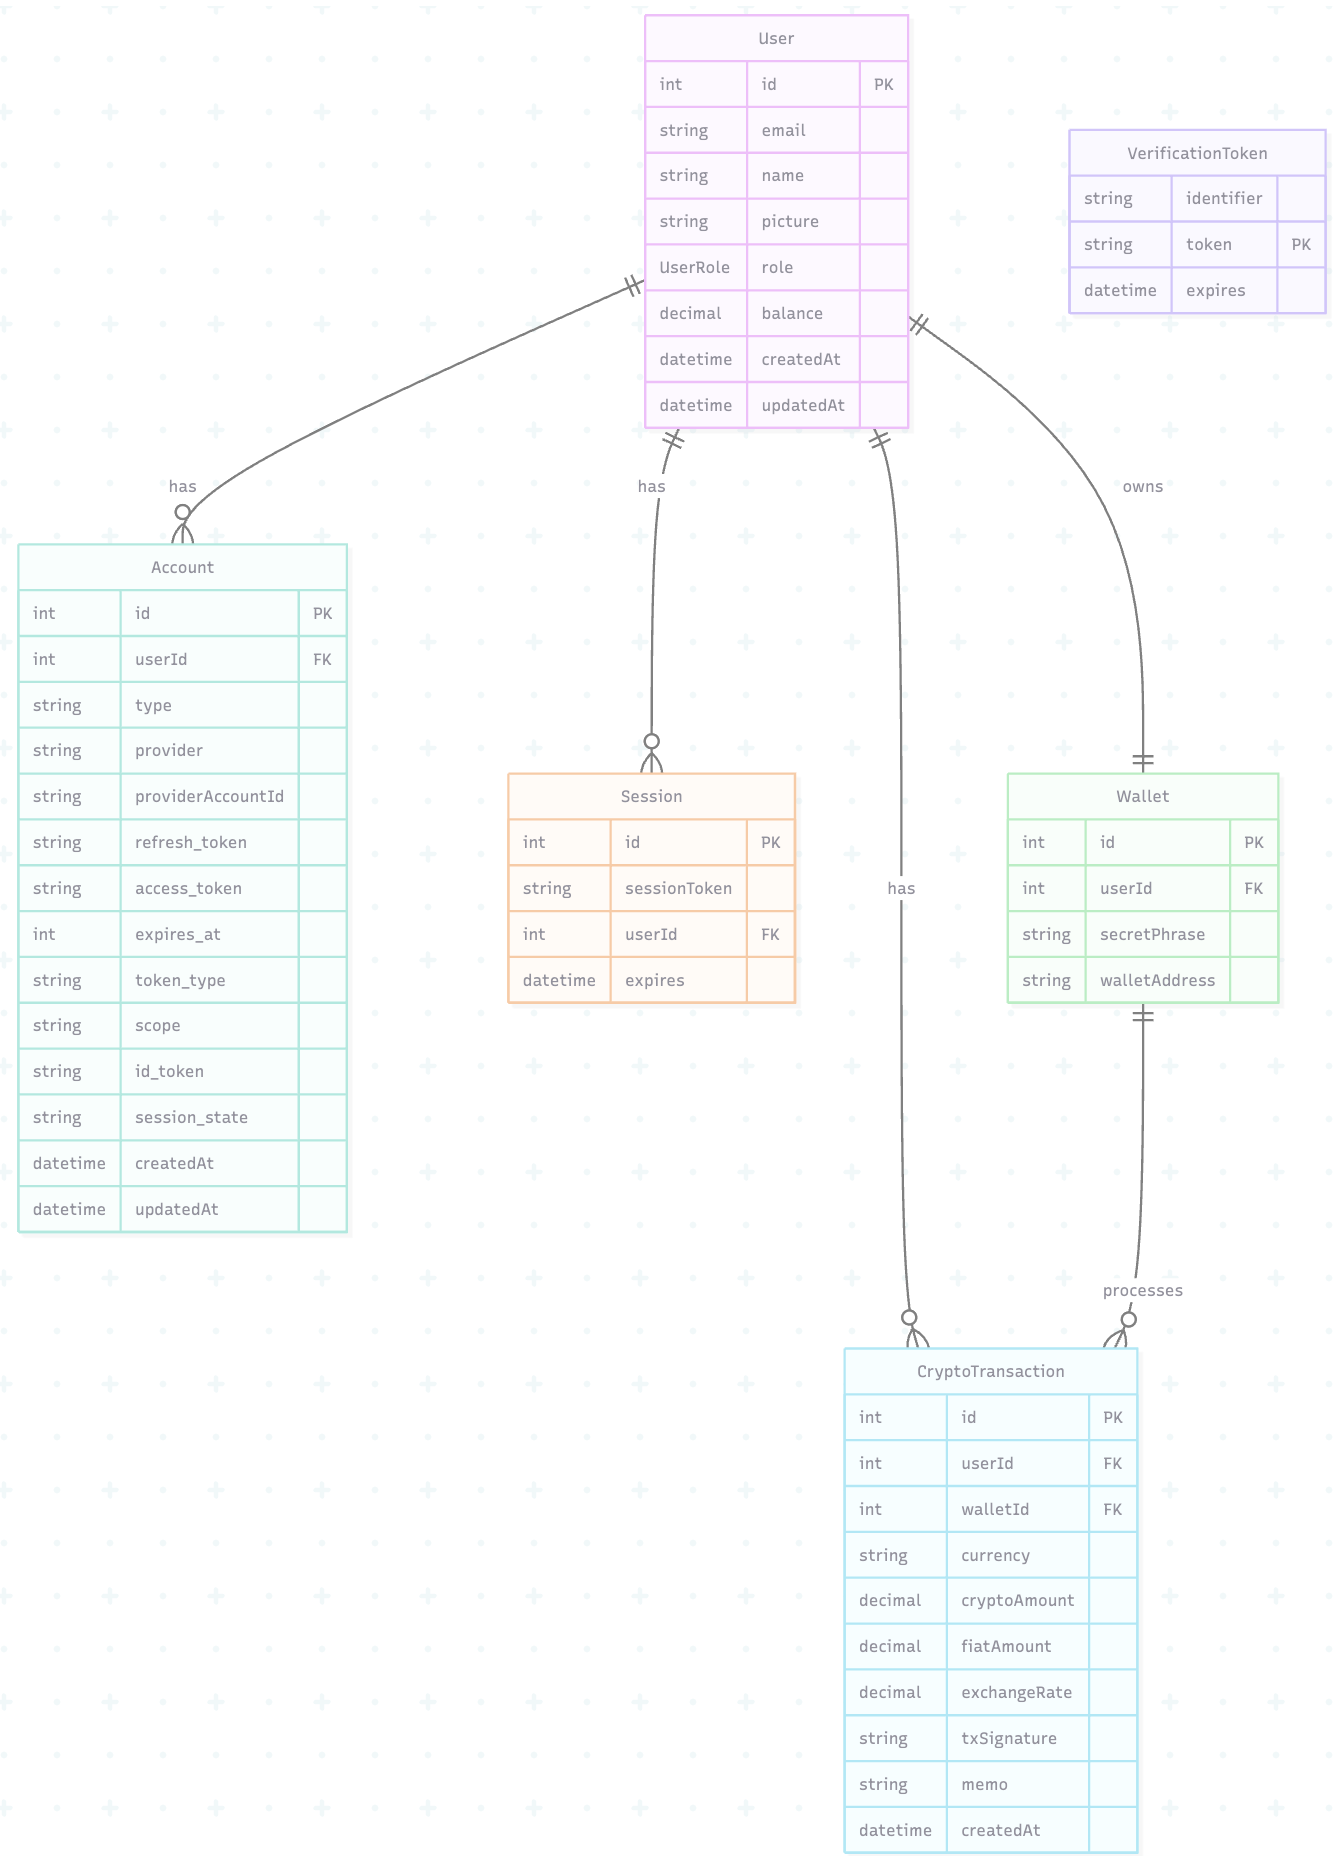 User
int id PK
string email
string name
string picture
UserRole role
decimal balance
datetime createdAt
datetime updatedAt
VerificationToken
string identifier
string token PK
datetime expires
has
has
owns
Account
int id PK
int userId FK
string type
string provider
string providerAccountId
string refresh_token
string access_token
int expires_at
string token_type
string scope
string id_token
string session_state
datetime createdAt
datetime updatedAt
Session
int id PK
string sessionToken
int userId FK
datetime expires
has
Wallet
int id PK
int userId FK
string secretPhrase
string walletAddress
processes
CryptoTransaction
int id PK
int userId FK
int walletId FK
string currency
decimal cryptoAmount
decimal fiatAmount
decimal exchangeRate
string txSignature
string memo
datetime createdAt